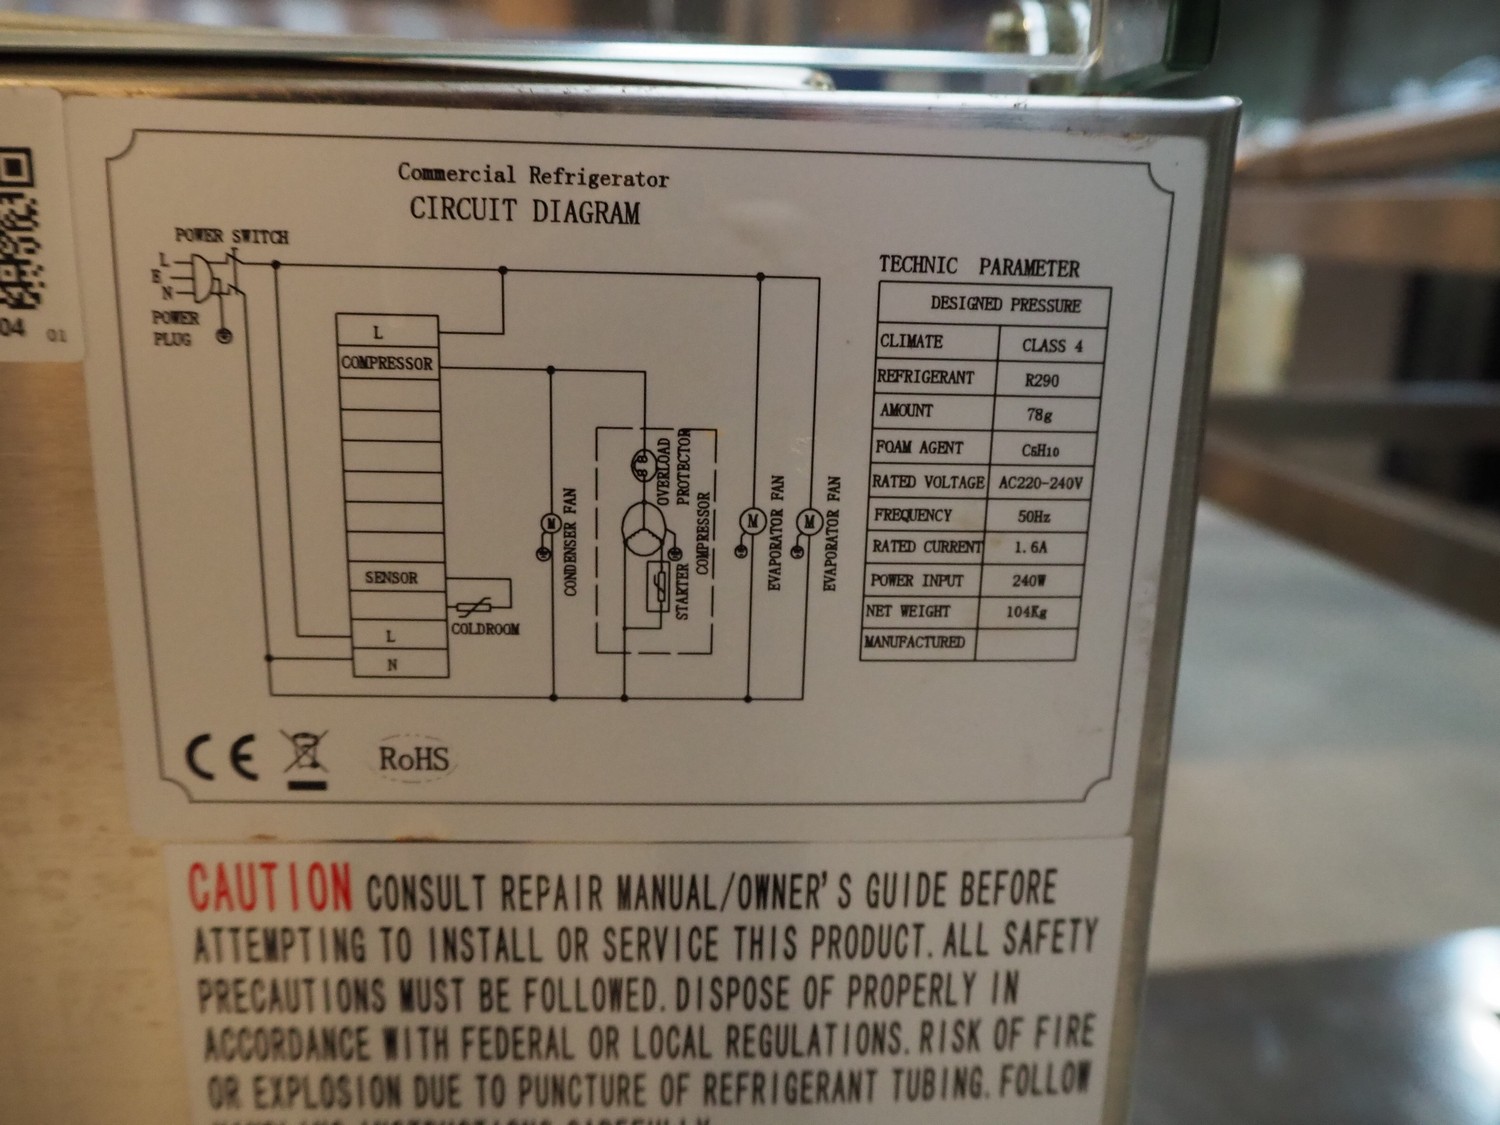 04 01
Commercial Refrigerator
CIRCUIT DIAGRAM
POWER SWITCH
L
E
N
POWER
PLUG
L
COMPRESSOR
SENSOR
L
N
COLDROOM
M
CONDENSER FAN
OVERLOAD
PROTECTOR
STARTER
COMPRESSOR
M
EVAPORATOR FAN
M
EVAPORATOR FAN
TECHNIC PARAMETER
DESIGNED PRESSURE
CLIMATE CLASS 4
REFRIGERANT R290
AMOUNT 78g
FOAM AGENT C5H10
RATED VOLTAGE AC220-240V
FREQUENCY 50Hz
RATED CURRENT 1.6A
POWER INPUT 240W
NET WEIGHT 104Kg
MANUFACTURED
CE RoHS
CAUTION CONSULT REPAIR MANUAL/OWNER'S GUIDE BEFORE
ATTEMPTING TO INSTALL OR SERVICE THIS PRODUCT. ALL SAFETY
PRECAUTIONS MUST BE FOLLOWED. DISPOSE OF PROPERLY IN
ACCORDANCE WITH FEDERAL OR LOCAL REGULATIONS. RISK OF FIRE
OR EXPLOSION DUE TO PUNCTURE OF REFRIGERANT TUBING. FOLLOW